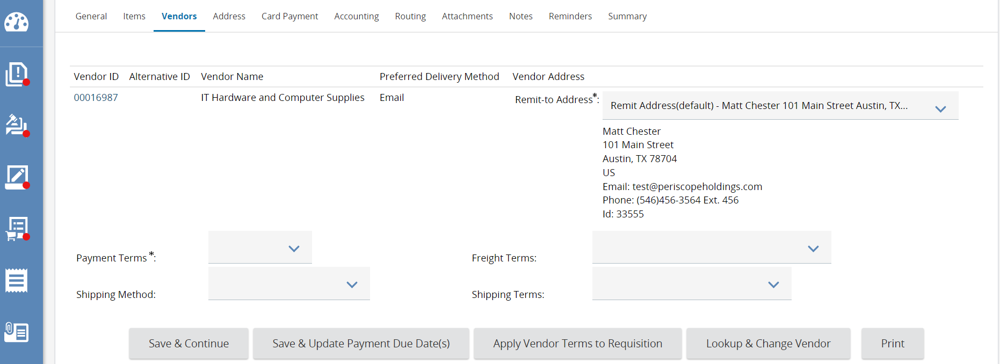 General Items Vendors Address Card Payment Accounting Routing Attachments Notes Reminders Summary
Vendor ID Alternative ID Vendor Name Preferred Delivery Method Vendor Address
00016987 IT Hardware and Computer Supplies Email Remit-to Address*: Remit Address(default) - Matt Chester 101 Main Street Austin, TX...
Matt Chester
101 Main Street
Austin, TX 78704
US
Email: test@periscopeholdings.com
Phone: (546)456-3564 Ext. 456
Id: 33555
Payment Terms *: Freight Terms:
Shipping Method: Shipping Terms:
Save & Continue Save & Update Payment Due Date(s) Apply Vendor Terms to Requisition Lookup & Change Vendor Print